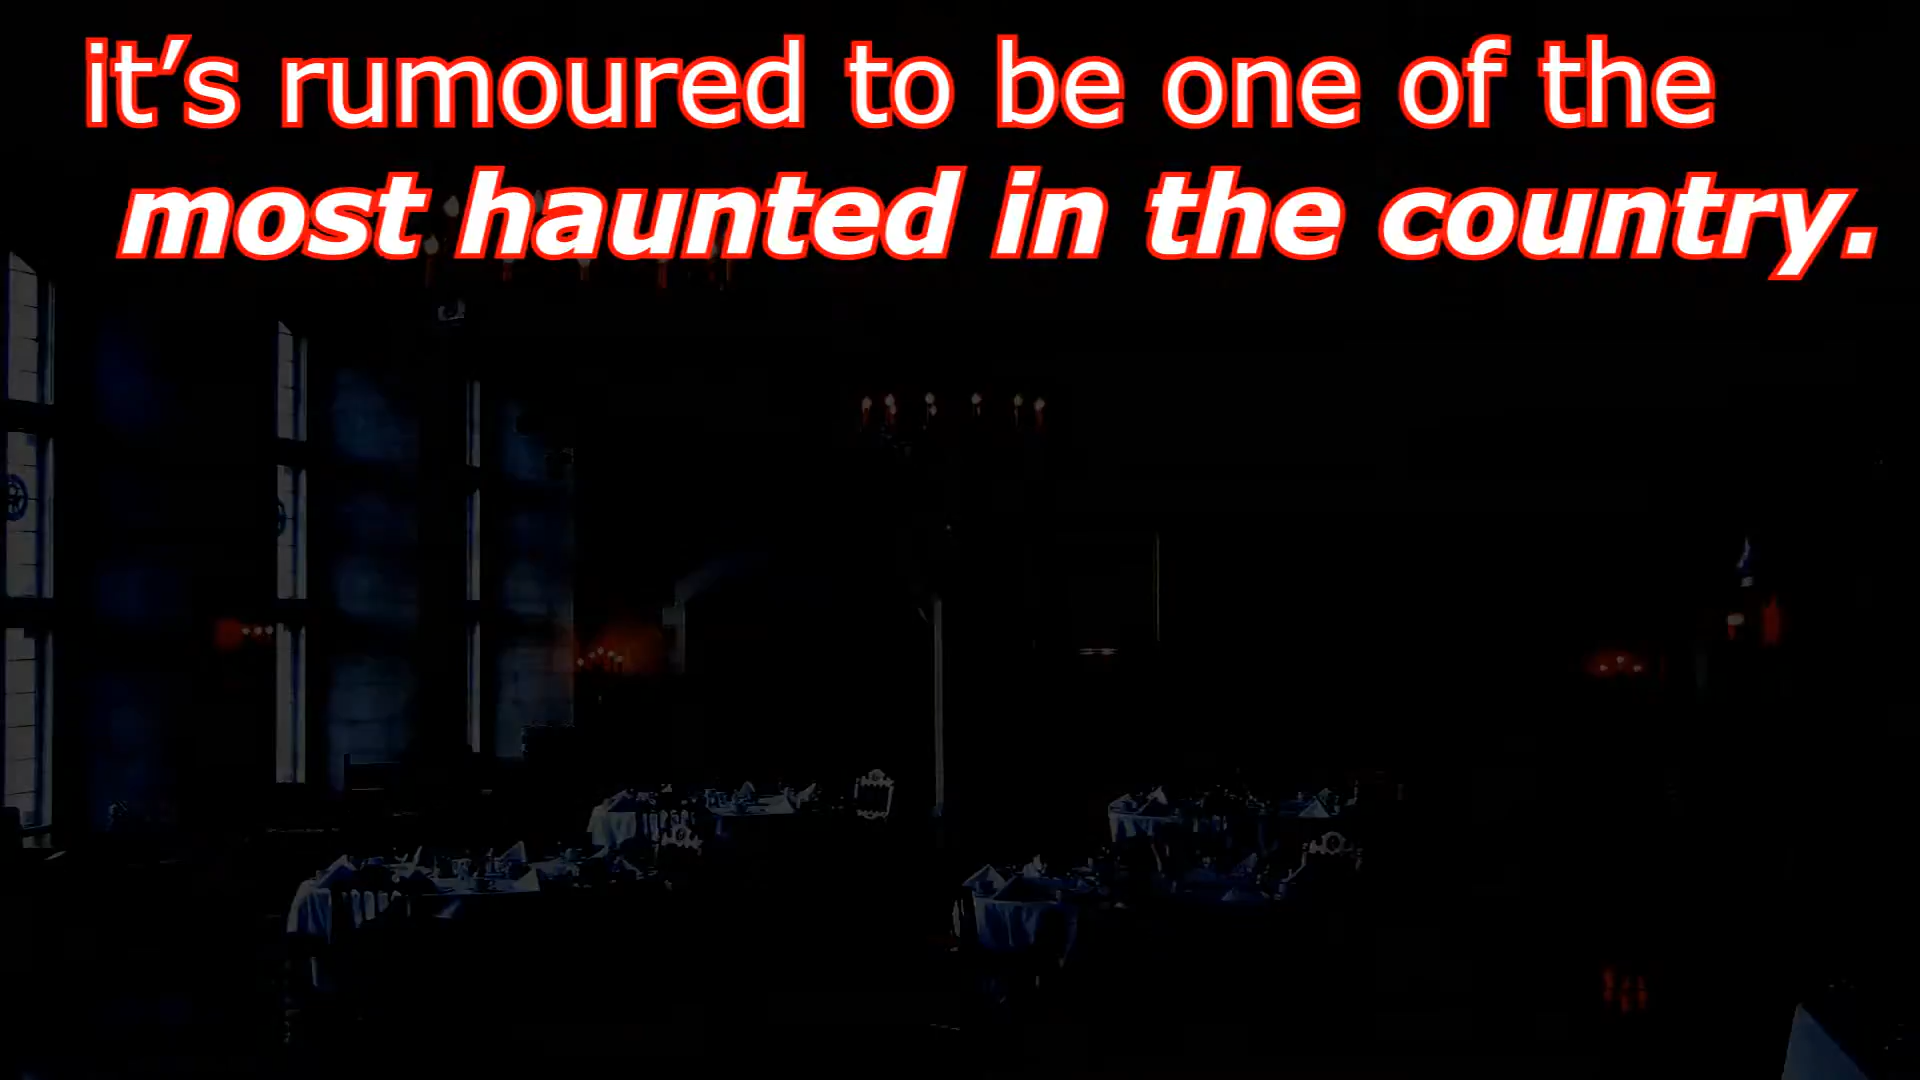 it’s rumoured to be one of the
most haunted in the country.